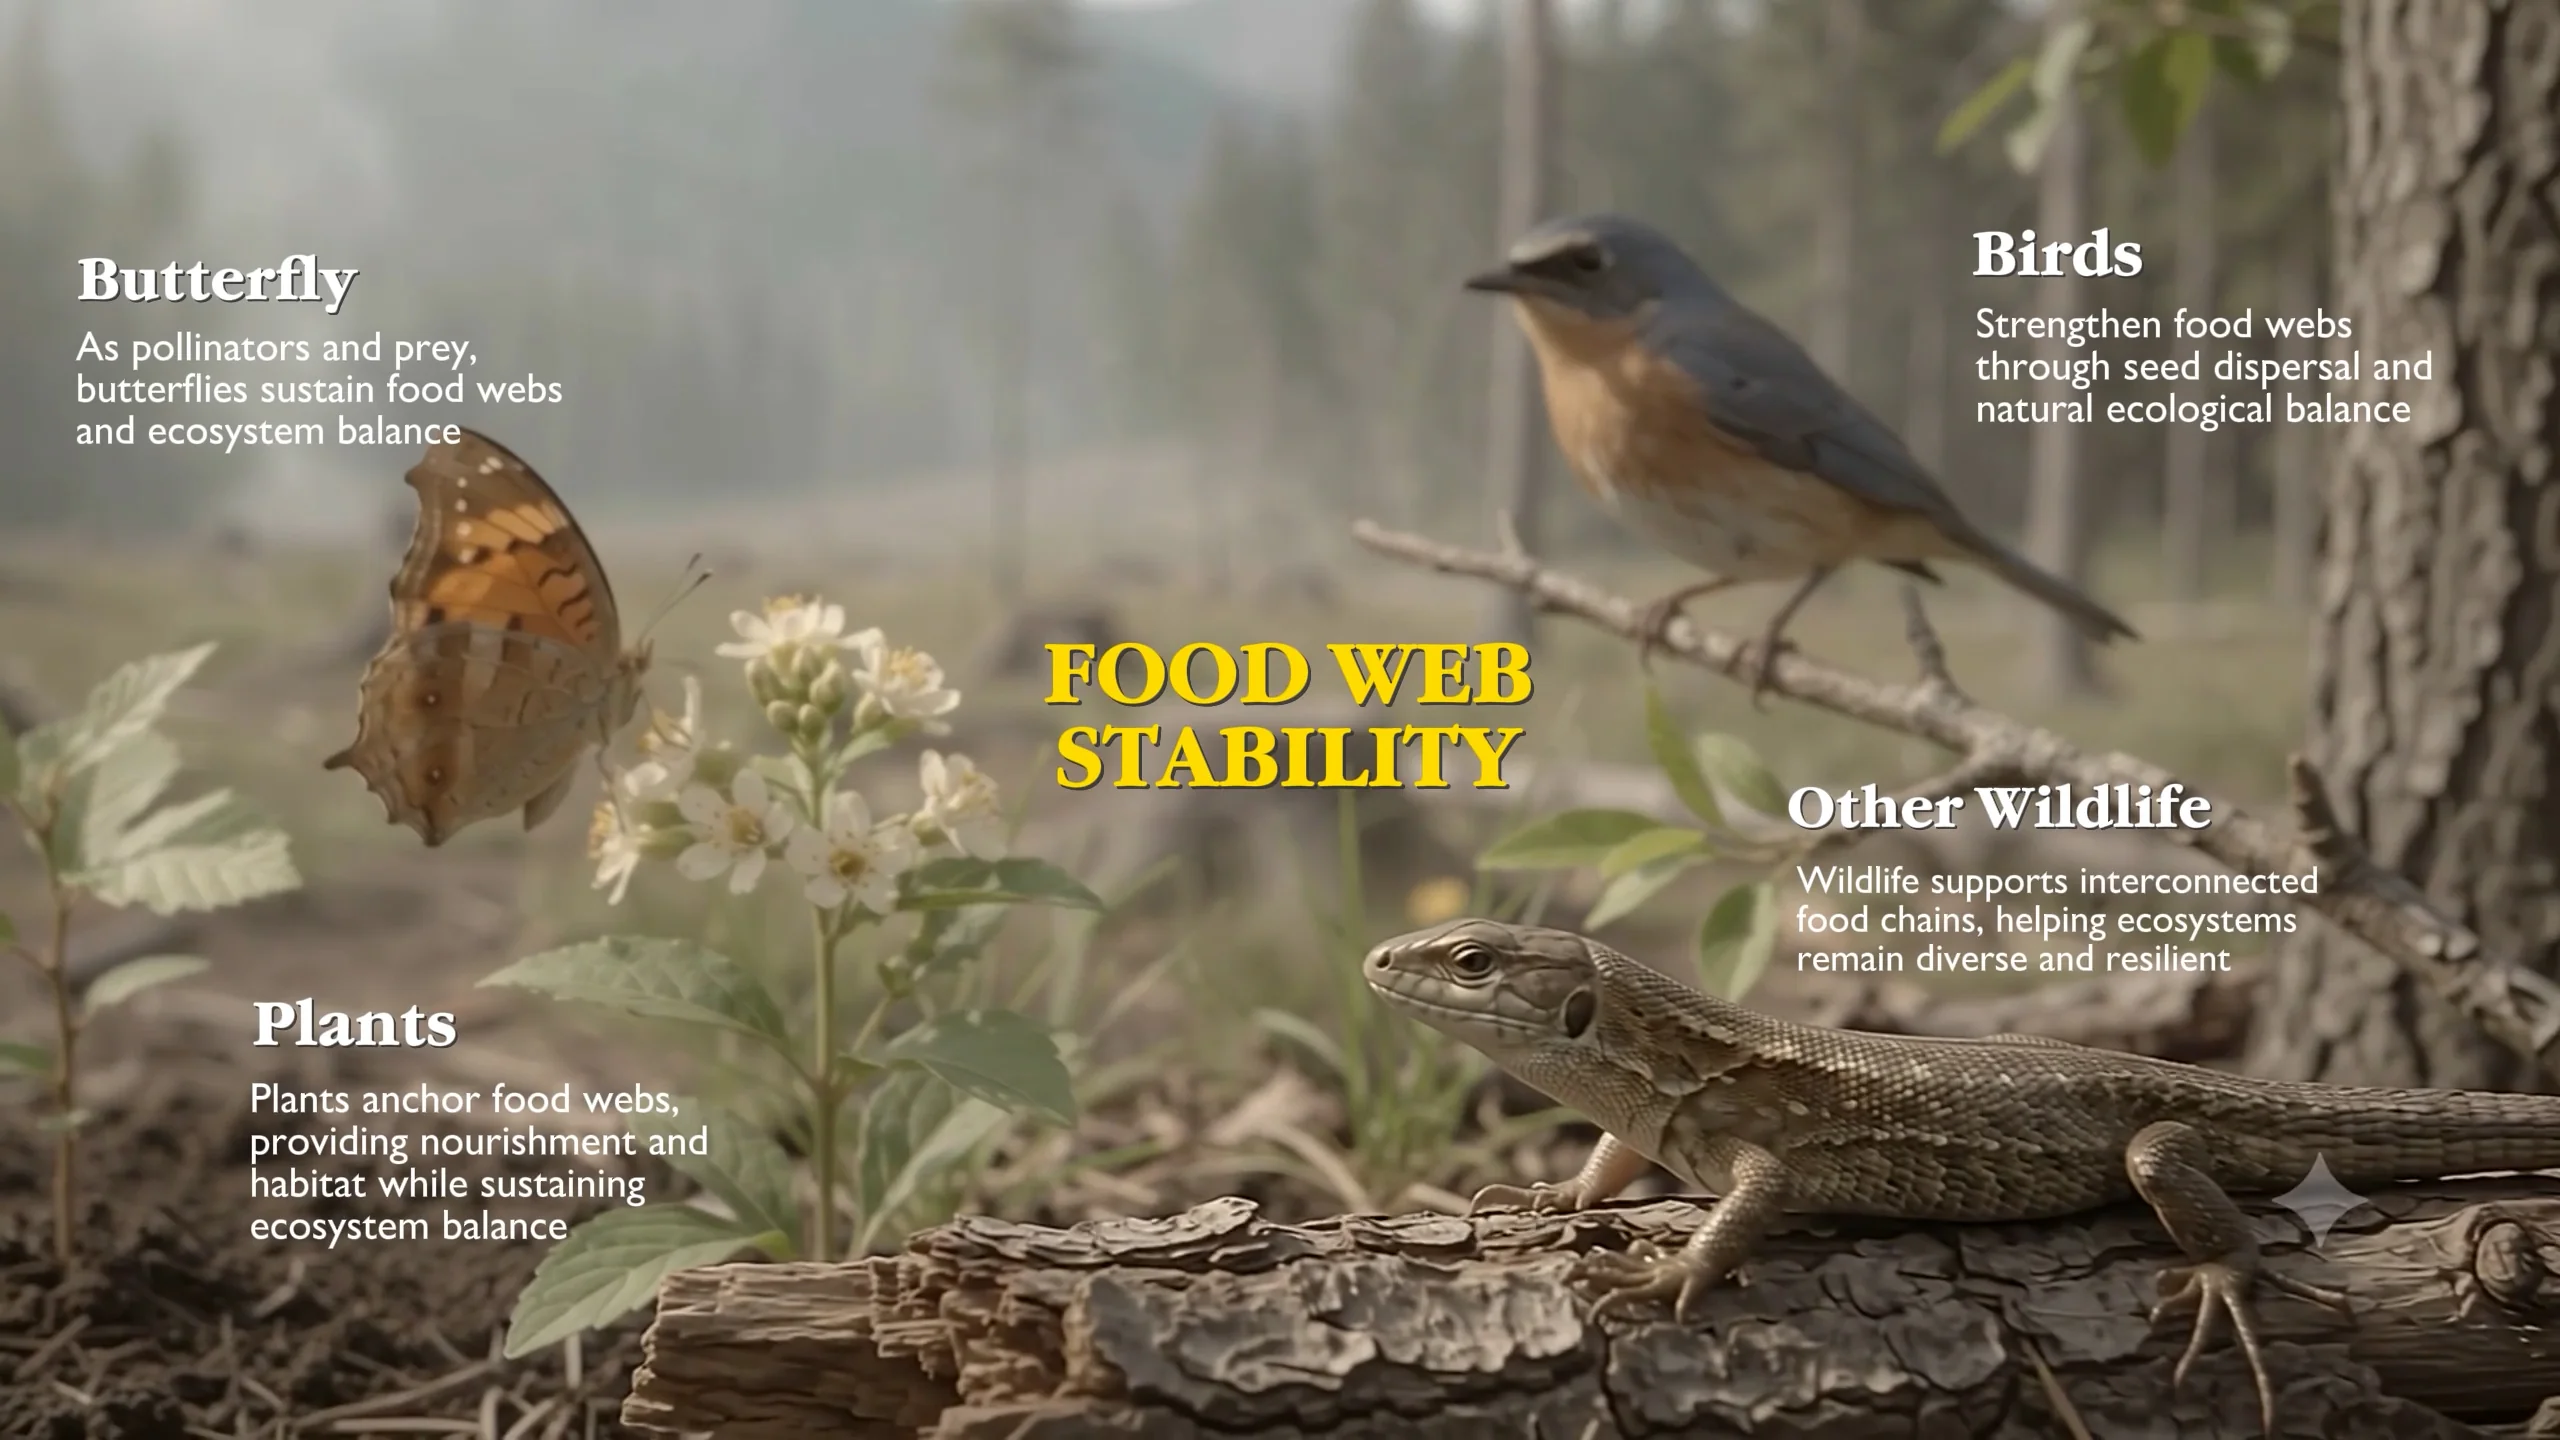 Butterfly
As pollinators and prey,
butterflies sustain food webs
and ecosystem balance
Birds
Strengthen food webs
through seed dispersal and
natural ecological balance
FOOD WEB
STABILITY
Other Wildlife
Wildlife supports interconnected
food chains, helping ecosystems
remain diverse and resilient
Plants
Plants anchor food webs,
providing nourishment and
habitat while sustaining
ecosystem balance